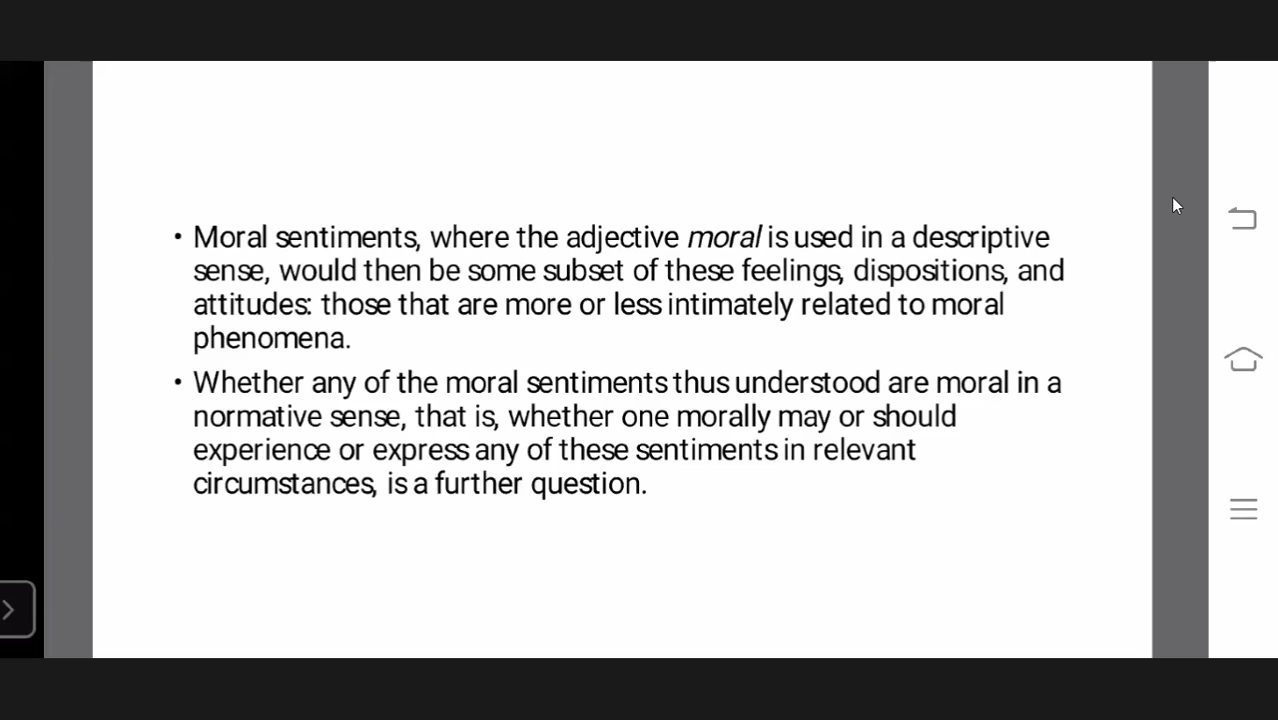 • Moral sentiments, where the adjective moral is used in a descriptive
sense, would then be some subset of these feelings, dispositions, and
attitudes: those that are more or less intimately related to moral
phenomena.
• Whether any of the moral sentiments thus understood are moral in a
normative sense, that is, whether one morally may or should
experience or express any of these sentiments in relevant
circumstances, is a further question.